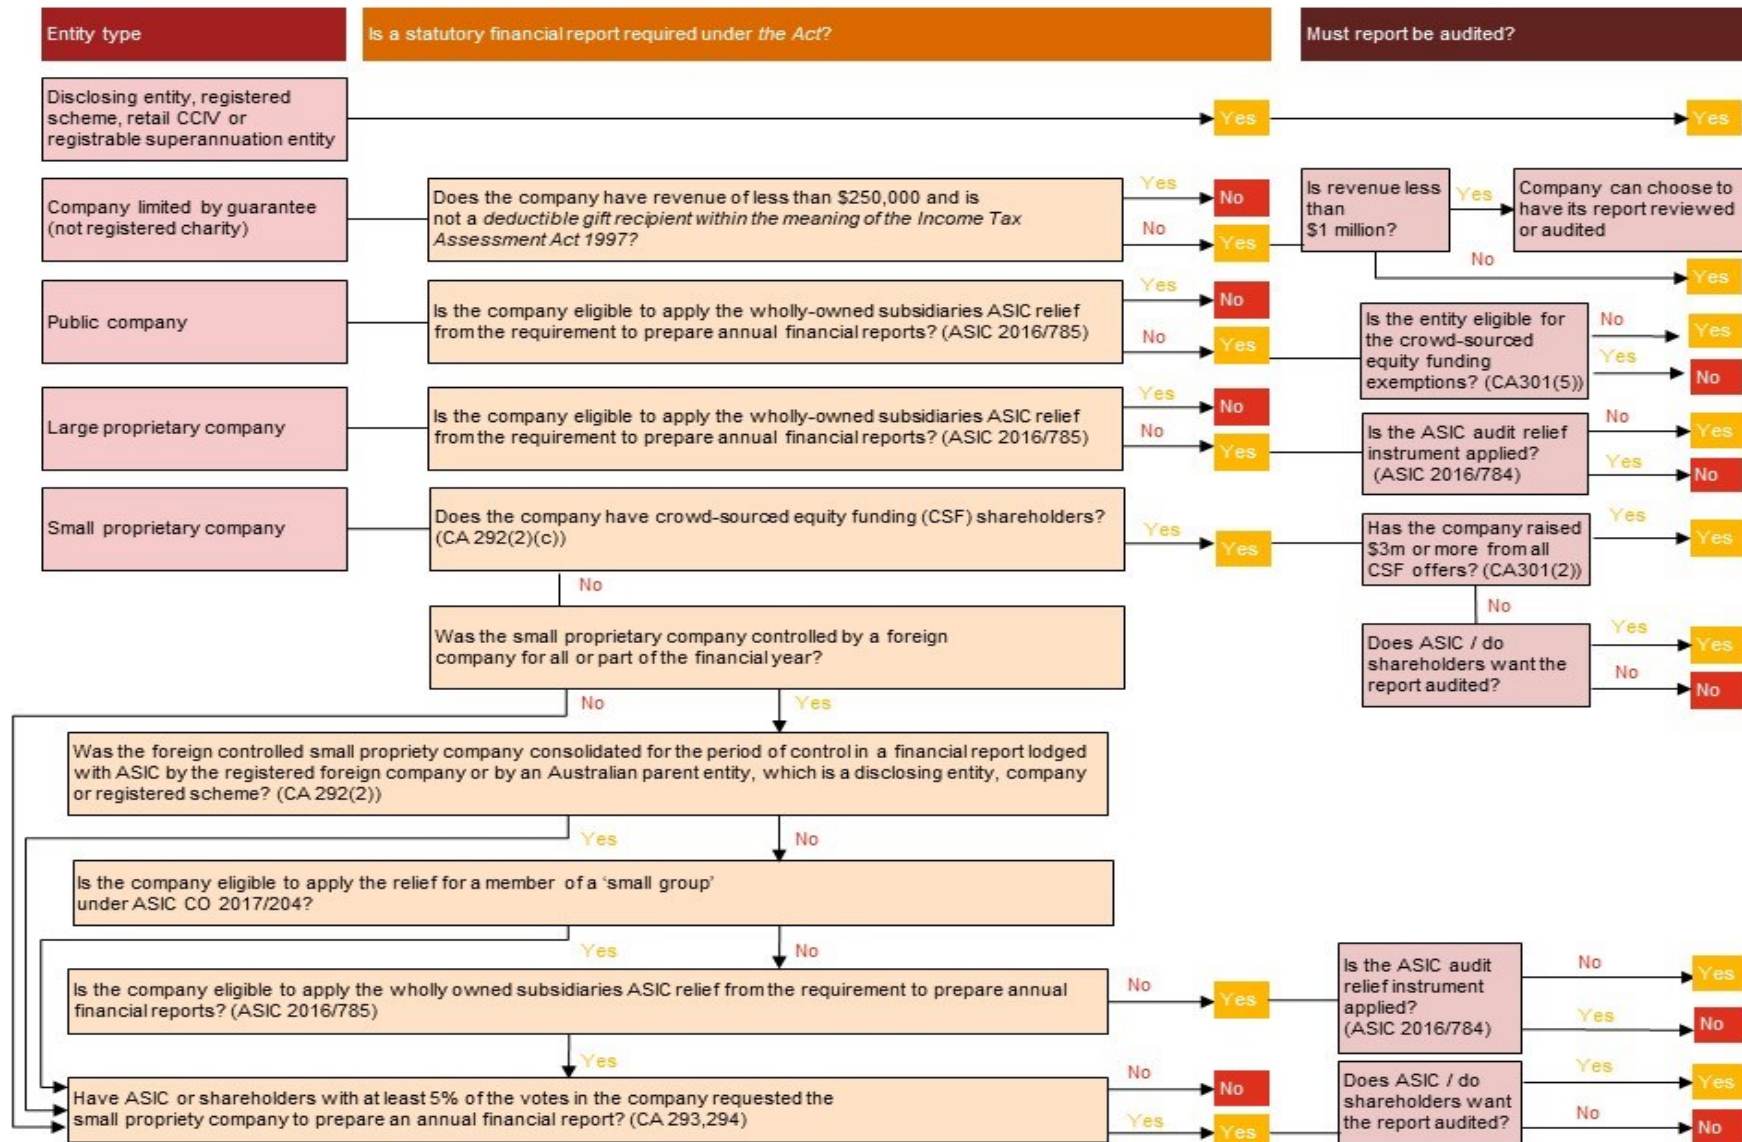 Entity type
Is a statutory financial report required under the Act?
Must report be audited?
Disclosing entity, registered
scheme, retail CCIV or
registrable superannuation entity
Yes
Yes
Company limited by guarantee
(not registered charity)
Does the company have revenue of less than $250,000 and is
not a deductible gift recipient within the meaning of the Income Tax
Assessment Act 1997?
Yes
No
No
Yes
Is revenue less
than
$1 million?
Yes
Company can choose to
have its report reviewed
or audited
No
Yes
Public company
Is the company eligible to apply the wholly-owned subsidiaries ASIC relief
from the requirement to prepare annual financial reports? (ASIC 2016/785)
Yes
No
No
Yes
Is the entity eligible for
the crowd-sourced
equity funding
exemptions? (CA301(5))
No
Yes
Yes
No
Large proprietary company
Is the company eligible to apply the wholly-owned subsidiaries ASIC relief
from the requirement to prepare annual financial reports? (ASIC 2016/785)
Yes
No
No
Yes
Is the ASIC audit relief
instrument applied?
(ASIC 2016/784)
No
Yes
Yes
No
Small proprietary company
Does the company have crowd-sourced equity funding (CSF) shareholders?
(CA 292(2)(c))
Yes
Yes
Has the company raised
$3m or more from all
CSF offers? (CA301(2))
Yes
Yes
No
No
Was the small proprietary company controlled by a foreign
company for all or part of the financial year?
Does ASIC / do
shareholders want the
report audited?
Yes
Yes
No
No
No
Yes
Was the foreign controlled small propriety company consolidated for the period of control in a financial report lodged
with ASIC by the registered foreign company or by an Australian parent entity, which is a disclosing entity, company
or registered scheme? (CA 292(2))
Yes
No
Is the company eligible to apply the relief for a member of a ‘small group’
under ASIC CO 2017/204?
Yes
No
Is the company eligible to apply the wholly owned subsidiaries ASIC relief from the requirement to prepare annual
financial reports? (ASIC 2016/785)
No
Yes
Is the ASIC audit
relief instrument
applied?
(ASIC 2016/784)
No
Yes
Yes
No
Yes
Have ASIC or shareholders with at least 5% of the votes in the company requested the
small propriety company to prepare an annual financial report? (CA 293,294)
No
No
Yes
Yes
Does ASIC / do
shareholders want
the report audited?
Yes
Yes
No
No